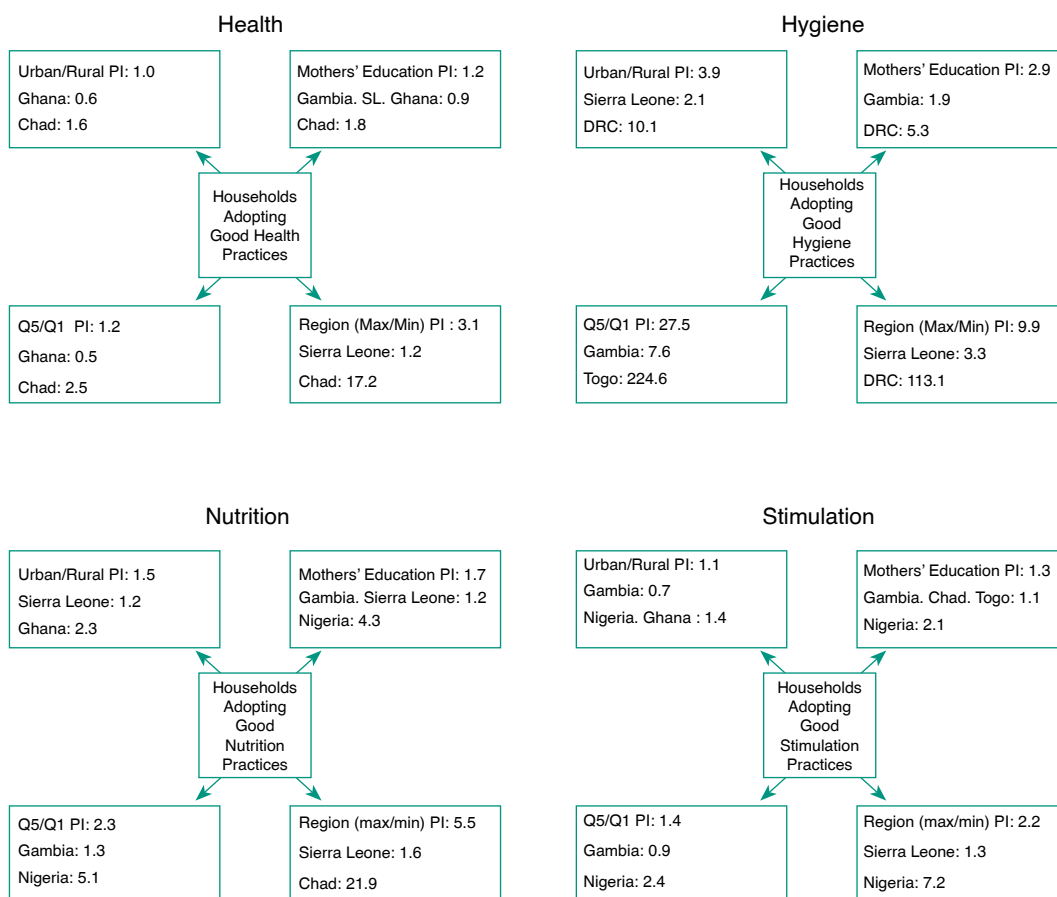 Health
Urban/Rural PI: 1.0
Ghana: 0.6
Chad: 1.6
Mothers’ Education PI: 1.2
Gambia. SL. Ghana: 0.9
Chad: 1.8
Households
Adopting
Good Health
Practices
Q5/Q1 PI: 1.2
Ghana: 0.5
Chad: 2.5
Region (Max/Min) PI : 3.1
Sierra Leone: 1.2
Chad: 17.2
Hygiene
Urban/Rural PI: 3.9
Sierra Leone: 2.1
DRC: 10.1
Mothers’ Education PI: 2.9
Gambia: 1.9
DRC: 5.3
Households
Adopting
Good
Hygiene
Practices
Q5/Q1 PI: 27.5
Gambia: 7.6
Togo: 224.6
Region (Max/Min) PI: 9.9
Sierra Leone: 3.3
DRC: 113.1
Nutrition
Urban/Rural PI: 1.5
Sierra Leone: 1.2
Ghana: 2.3
Mothers’ Education PI: 1.7
Gambia. Sierra Leone: 1.2
Nigeria: 4.3
Households
Adopting
Good
Nutrition
Practices
Q5/Q1 PI: 2.3
Gambia: 1.3
Nigeria: 5.1
Region (max/min) PI: 5.5
Sierra Leone: 1.6
Chad: 21.9
Stimulation
Urban/Rural PI: 1.1
Gambia: 0.7
Nigeria. Ghana : 1.4
Mothers’ Education PI: 1.3
Gambia. Chad. Togo: 1.1
Nigeria: 2.1
Households
Adopting
Good
Stimulation
Practices
Q5/Q1 PI: 1.4
Gambia: 0.9
Nigeria: 2.4
Region (max/min) PI: 2.2
Sierra Leone: 1.3
Nigeria: 7.2